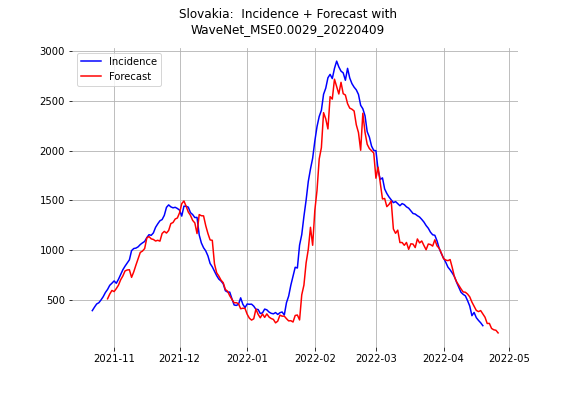 Slovakia:  Incidence + Forecast with
WaveNet_MSE0.0029_20220409
Incidence
Forecast
3000
2500
2000
1500
1000
500
2021-11 2021-12 2022-01 2022-02 2022-03 2022-04 2022-05